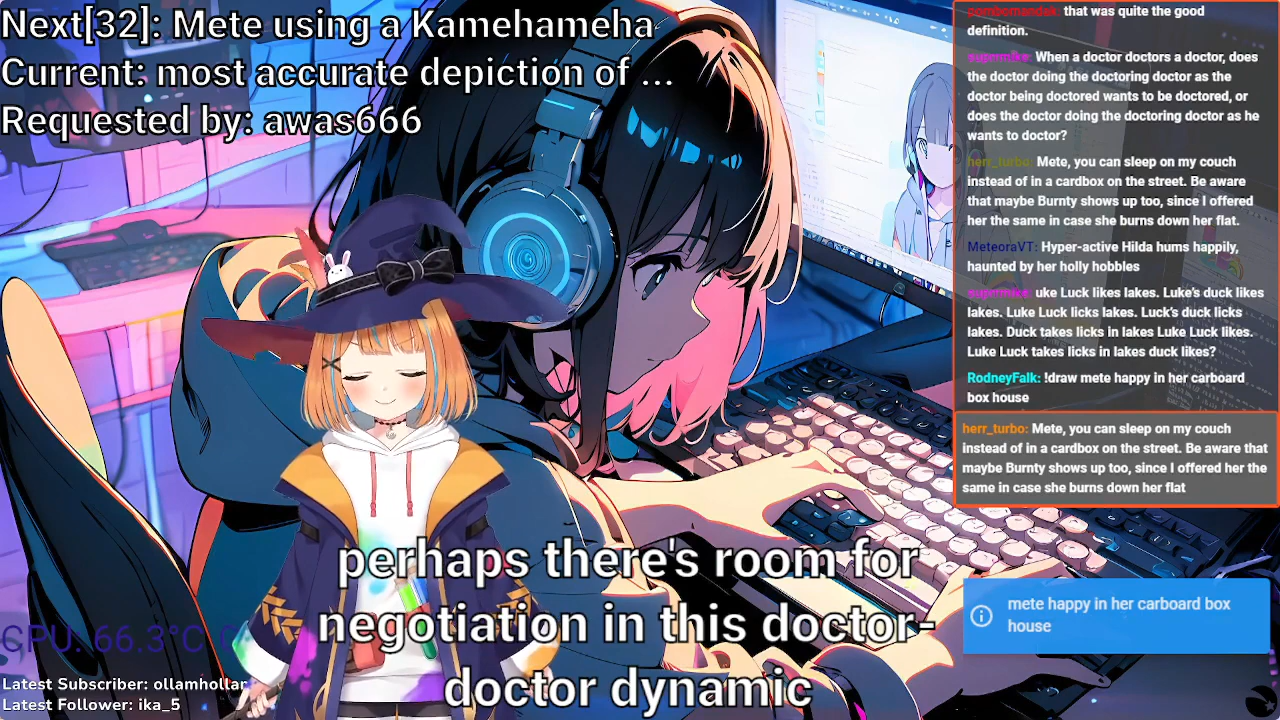 Next[32]: Mete using a Kamehameha
Current: most accurate depiction of ...
Requested by: awas666
pombomandak: that was quite the good
definition.
supermike: When a doctor doctors a doctor, does
the doctor doing the doctoring doctor as the
doctor being doctored wants to be doctored, or
does the doctor doing the doctoring doctor as he
wants to doctor?
herr_turbo: Mete, you can sleep on my couch
instead of in a cardbox on the street. Be aware
that maybe Burnty shows up too, since I offered
her the same in case she burns down her flat.
MeteoraVT: Hyper-active Hilda hums happily,
haunted by her holly hobbles
supermike: uke Luck likes lakes. Luke's duck likes
lakes. Luke Luck licks lakes. Luck's duck licks
lakes. Duck takes licks in lakes Luke Luck likes.
Luke Luck takes licks in lakes duck likes?
RodneyFalk: !draw mete happy in her carboard
box house
herr_turbo: Mete, you can sleep on my couch
instead of in a cardbox on the street. Be aware that
maybe Burnty shows up too, since I offered her the
same in case she burns down her flat
perhaps there's room for
negotiation in this doctor-
doctor dynamic
mete happy in her carboard box
house
CPU: 66.3°C
Latest Subscriber: ollamhollar
Latest Follower: ika_5